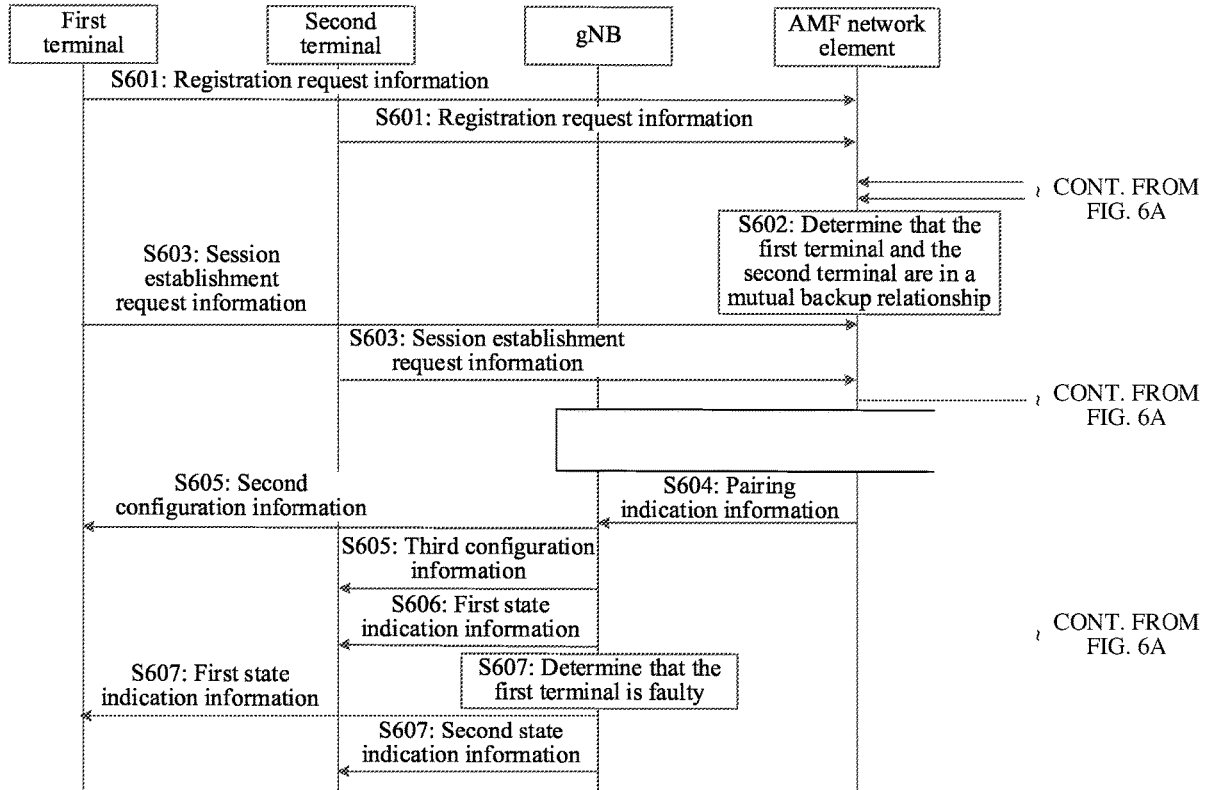 First
terminal
Second
terminal
gNB
AMF network
element
S601: Registration request information
S601: Registration request information
CONT. FROM
FIG. 6A
S602: Determine that the
first terminal and the
second terminal are in a
mutual backup relationship
S603: Session
establishment
request information
S603: Session establishment
request information
CONT. FROM
FIG. 6A
S605: Second
configuration information
S604: Pairing
indication information
S605: Third configuration
information
S606: First state
indication information
CONT. FROM
FIG. 6A
S607: Determine that the
first terminal is faulty
S607: First state
indication information
S607: Second state
indication information